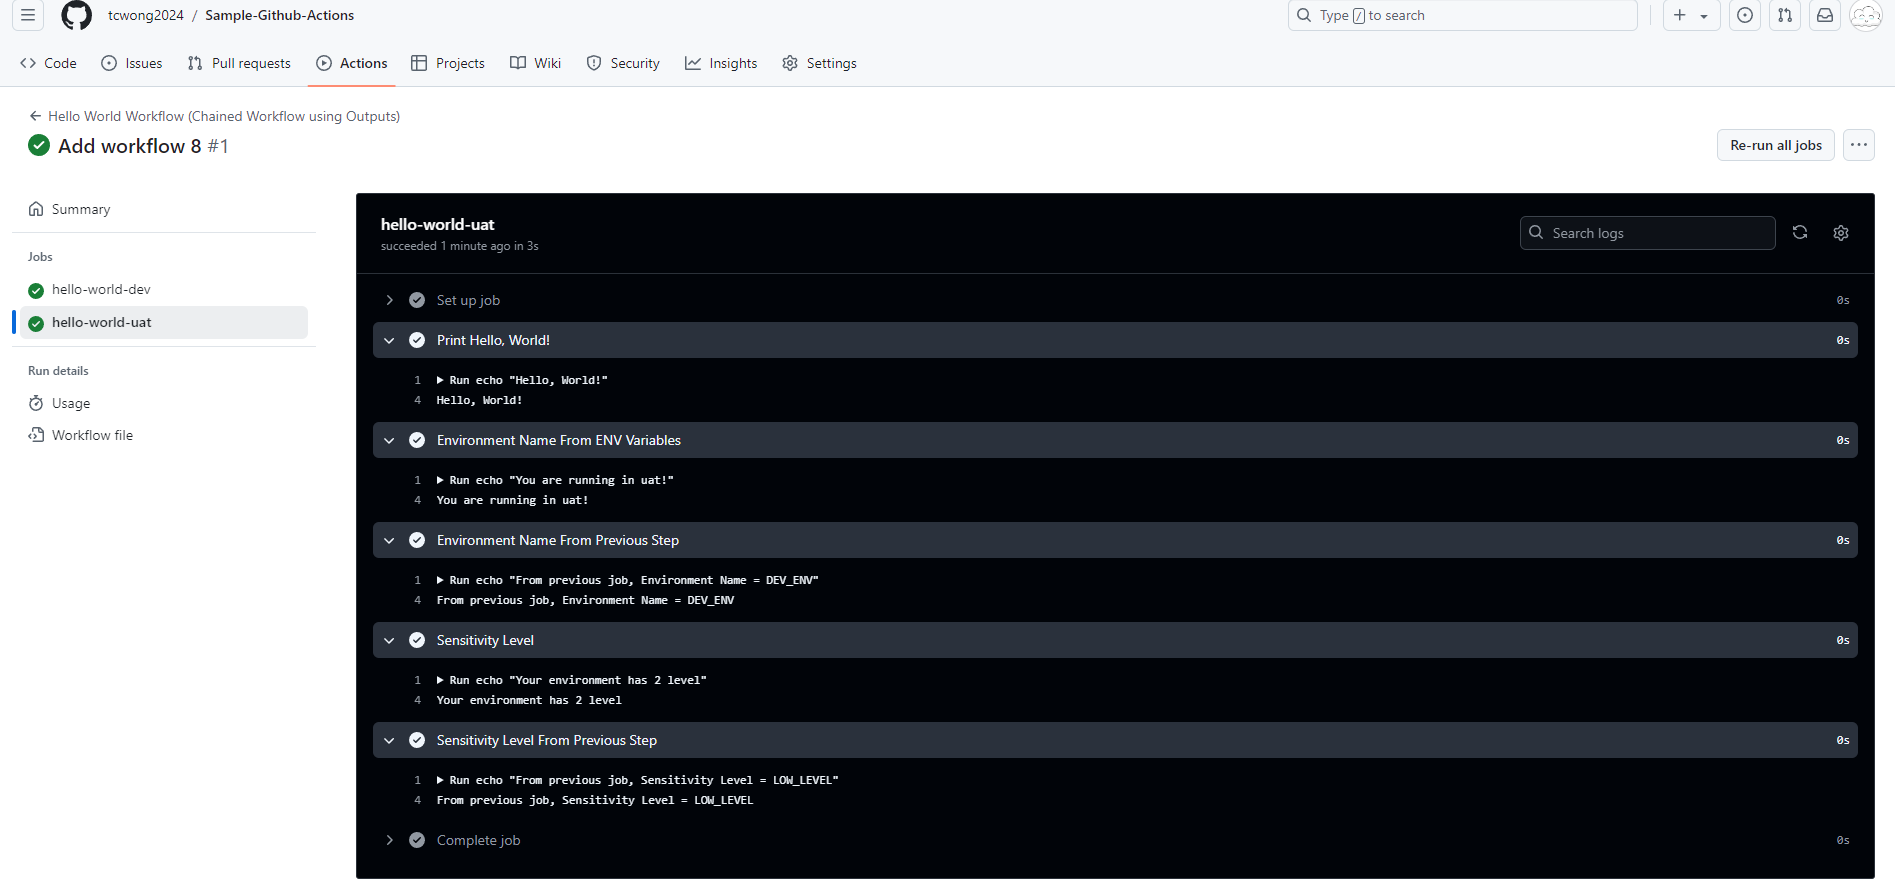 tcwong2024 / Sample-Github-Actions
Type / to search
Code
Issues
Pull requests
Actions
Projects
Wiki
Security
Insights
Settings
Hello World Workflow (Chained Workflow using Outputs)
Add workflow 8 #1
Re-run all jobs
Summary
Jobs
hello-world-dev
hello-world-uat
Run details
Usage
Workflow file
hello-world-uat
succeeded 1 minute ago in 3s
Search logs
Set up job 0s
Print Hello, World! 0s
1 Run echo "Hello, World!"
4 Hello, World!
Environment Name From ENV Variables 0s
1 Run echo "You are running in uat!"
4 You are running in uat!
Environment Name From Previous Step 0s
1 Run echo "From previous job, Environment Name = DEV_ENV"
4 From previous job, Environment Name = DEV_ENV
Sensitivity Level 0s
1 Run echo "Your environment has 2 level"
4 Your environment has 2 level
Sensitivity Level From Previous Step 0s
1 Run echo "From previous job, Sensitivity Level = LOW_LEVEL"
4 From previous job, Sensitivity Level = LOW_LEVEL
Complete job 0s